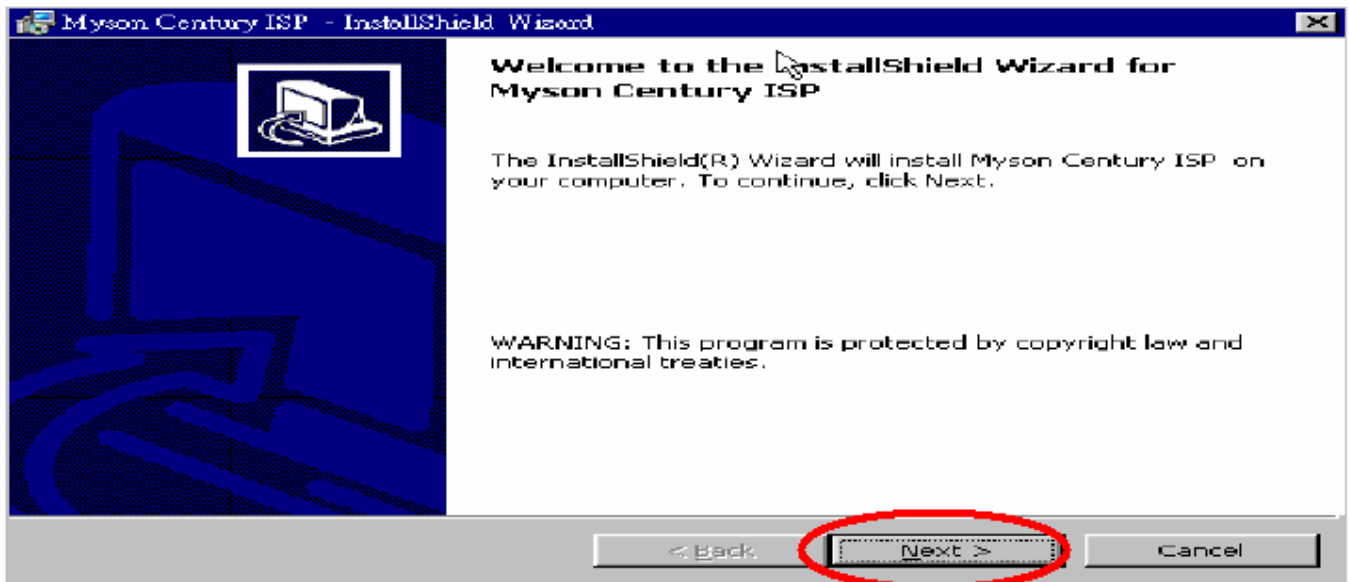 Myson Century ISP - InstallShield Wizard
Welcome to the InstallShield Wizard for
Myson Century ISP
The InstallShield(R) Wizard will install Myson Century ISP on
your computer. To continue, click Next.
WARNING: This program is protected by copyright law and
international treaties.
< Back Next > Cancel